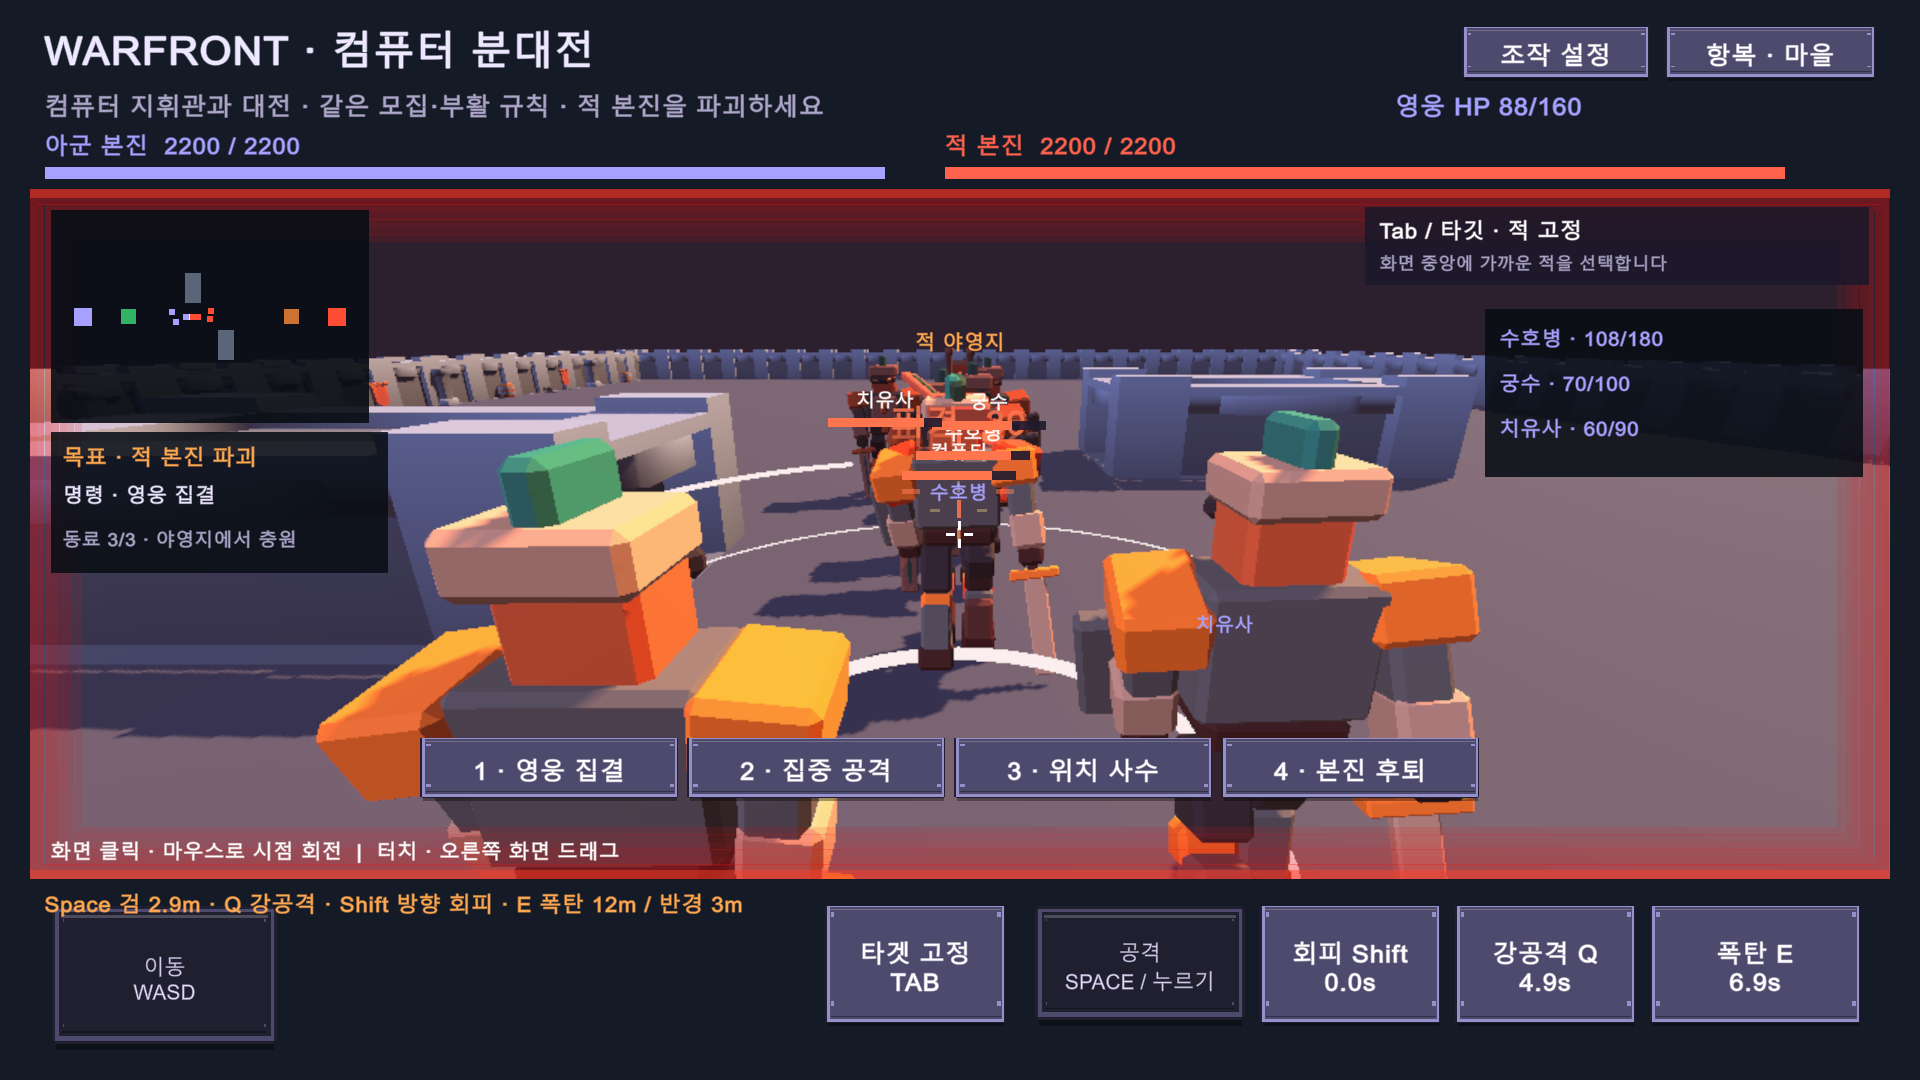 WARFRONT · 컴퓨터 분대전
조작 설정
항복 · 마을
컴퓨터 지휘관과 대전 · 같은 모집·부활 규칙 · 적 본진을 파괴하세요
영웅 HP 88/160
아군 본진 2200 / 2200
적 본진 2200 / 2200
Tab / 타깃 · 적 고정
화면 중앙에 가까운 적을 선택합니다
수호병 · 108/180
궁수 · 70/100
치유사 · 60/90
적 야영지
치유사
궁수
수호병
컴퓨터
수호병
치유사
목표 · 적 본진 파괴
명령 · 영웅 집결
동료 3/3 · 야영지에서 충원
1 · 영웅 집결
2 · 집중 공격
3 · 위치 사수
4 · 본진 후퇴
화면 클릭 · 마우스로 시점 회전 | 터치 · 오른쪽 화면 드래그
Space 검 2.9m · Q 강공격 · Shift 방향 회피 · E 폭탄 12m / 반경 3m
이동
WASD
타겟 고정
TAB
공격
SPACE / 누르기
회피 Shift
0.0s
강공격 Q
4.9s
폭탄 E
6.9s